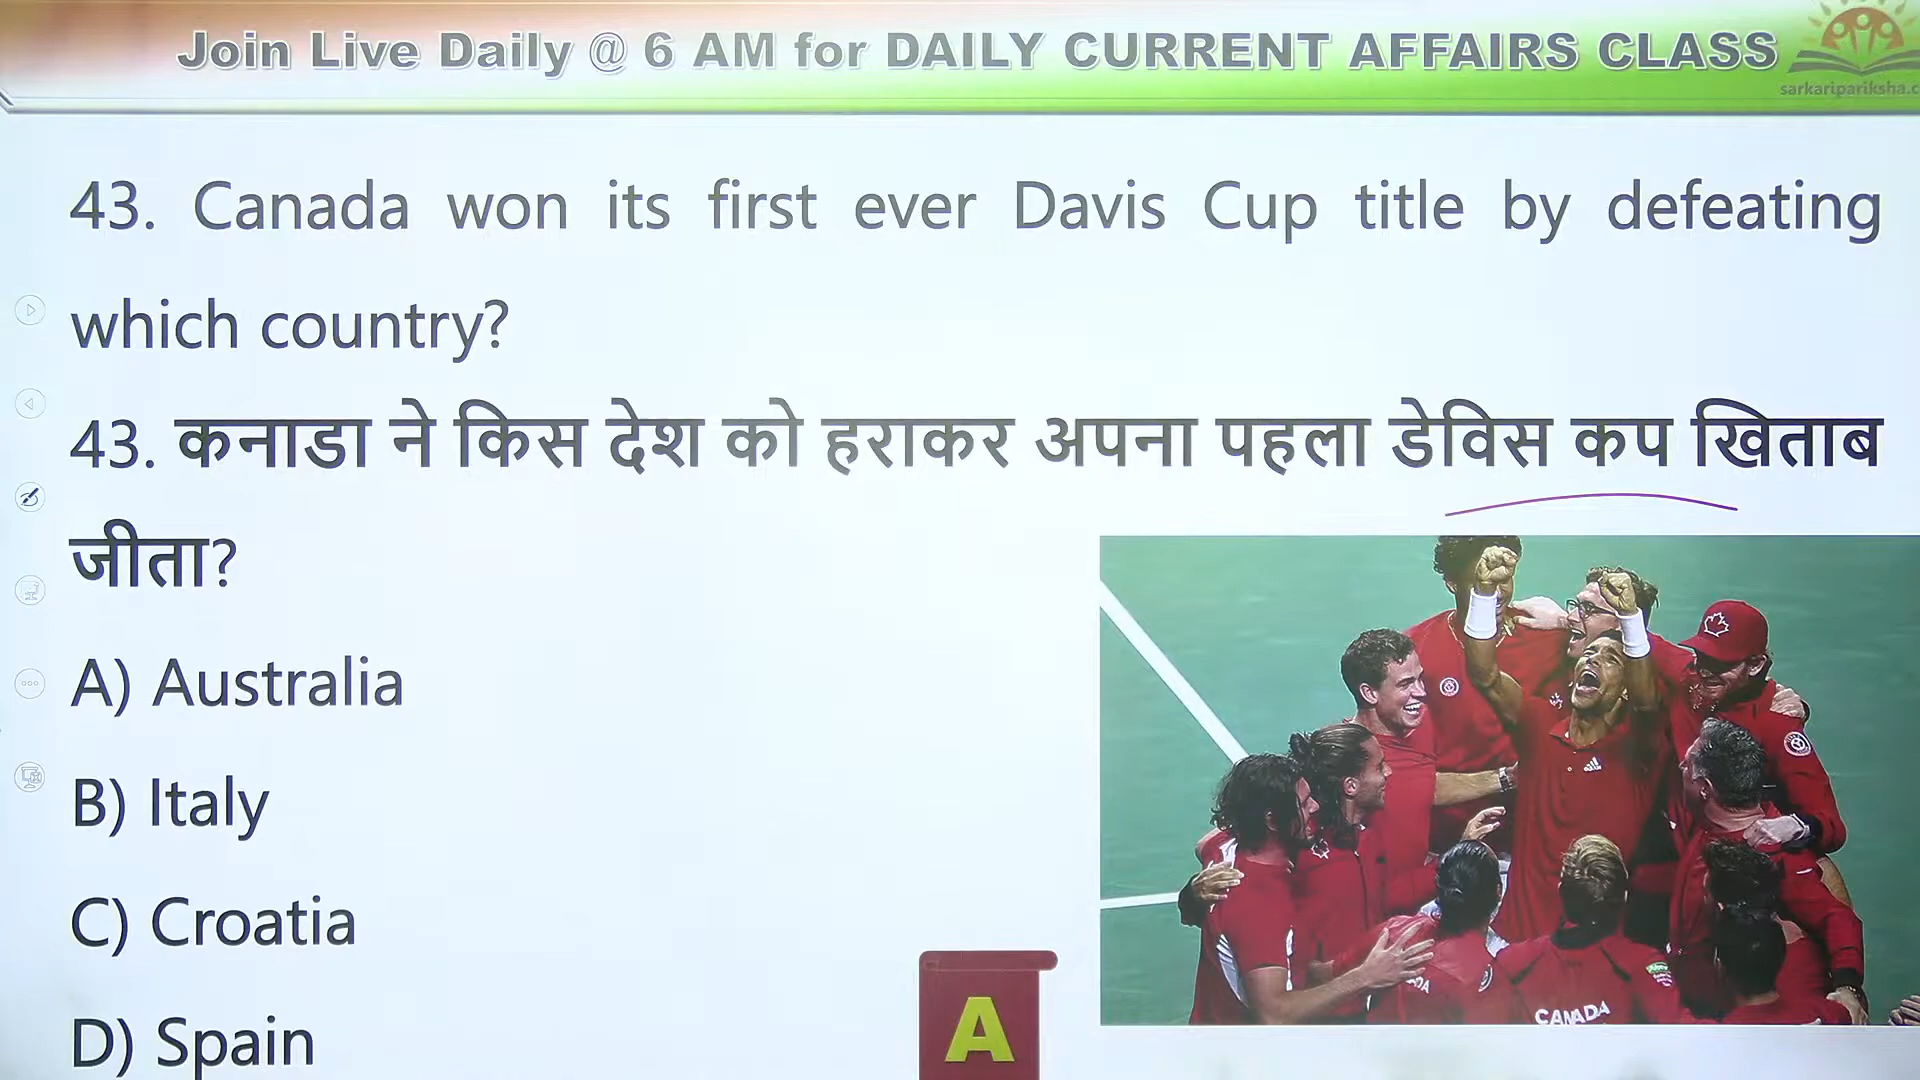 Join Live Daily @ 6 AM for DAILY CURRENT AFFAIRS CLASS
sarkaripariksha.c
43. Canada won its first ever Davis Cup title by defeating
which country?
43. कनाडा ने किस देश को हराकर अपना पहला डेविस कप खिताब
जीता?
A) Australia
B) Italy
C) Croatia
D) Spain
A
CANADA